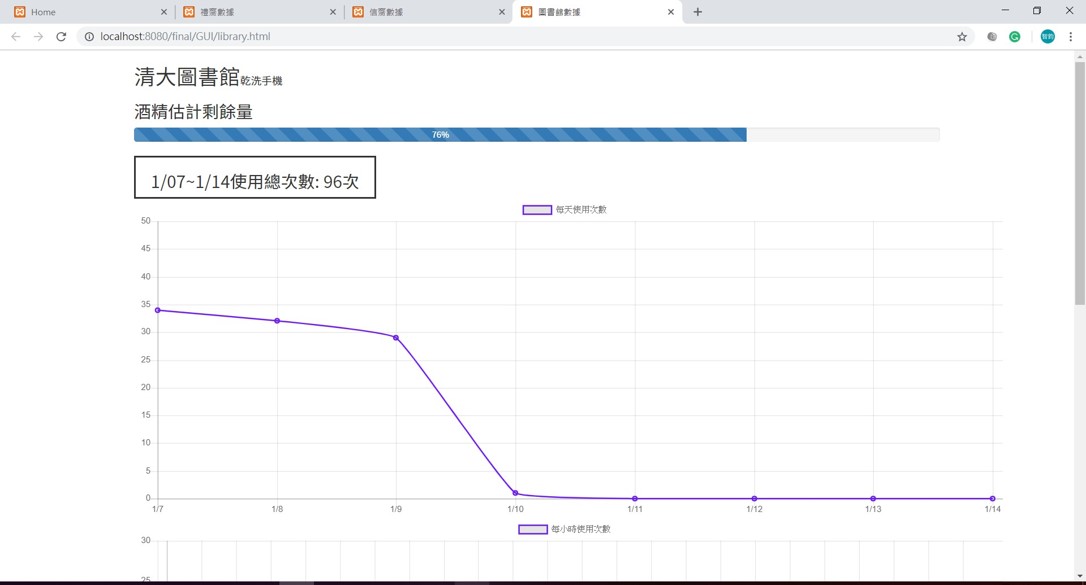 Home
禮齋數據
信齋數據
圖書館數據
localhost:8080/final/GUI/library.html
清大圖書館乾洗手機
酒精估計剩餘量
76%
1/07~1/14使用總次數: 96次
每天使用次數
50
45
40
35
30
25
20
15
10
5
0
1/7 1/8 1/9 1/10 1/11 1/12 1/13 1/14
每小時使用次數
30
25